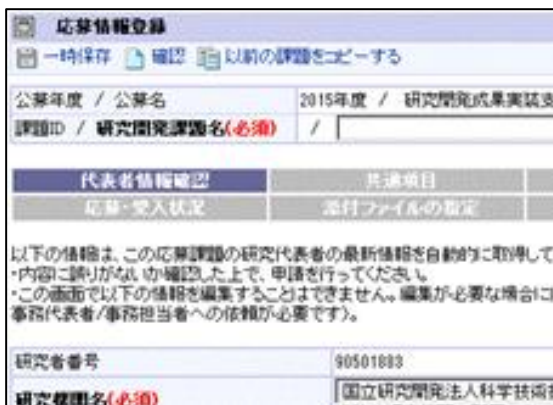 応募情報登録
一時保存 確認 以前の課題をコピーする
公募年度 / 公募名 2015年度 / 研究開発成果実装支
課題ID / 研究開発課題名(必須) /
代表者情報確認 共通項目
応募・受入状況 添付ファイルの指定
以下の情報は、この応募課題の研究代表者の最新情報を自動的に取得して
・内容に誤りがないか確認した上で、申請を行ってください。
・この画面で以下の情報を編集することはできません。編集が必要な場合に
事務代表者/事務担当者への依頼が必要です)。
研究者番号 90501883
研究機関名(必須) 国立研究開発法人科学技術